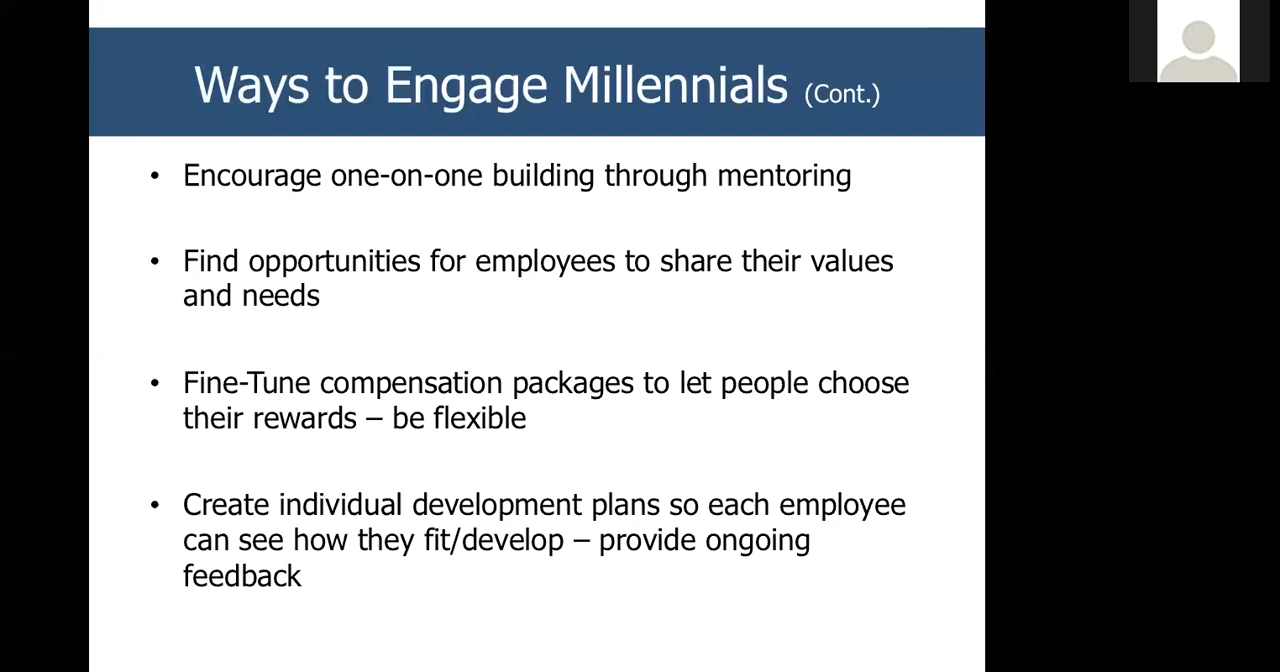 Ways to Engage Millennials (Cont.)
• Encourage one-on-one building through mentoring
• Find opportunities for employees to share their values
and needs
• Fine-Tune compensation packages to let people choose
their rewards – be flexible
• Create individual development plans so each employee
can see how they fit/develop – provide ongoing
feedback